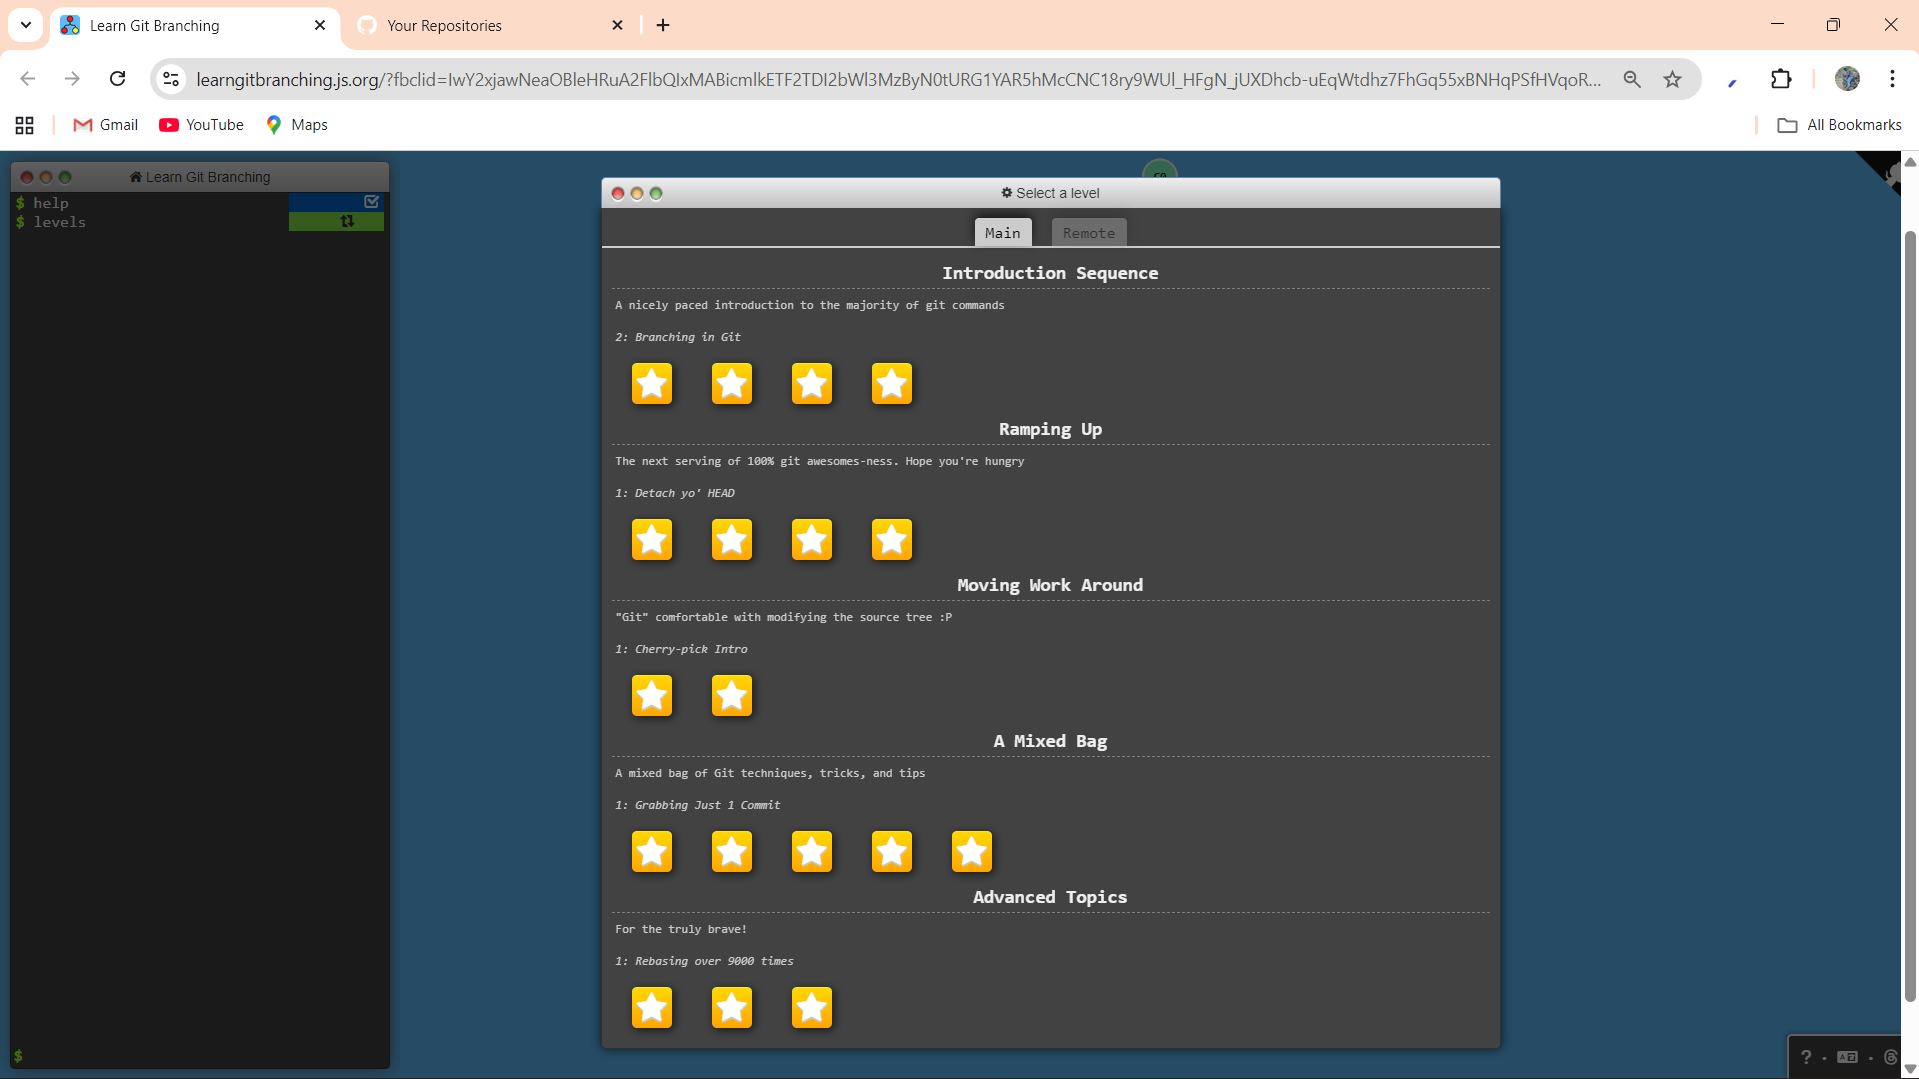 Learn Git Branching
Your Repositories
learngitbranching.js.org/?fbclid=IwY2xjawNeaOBleHRuA2FlbQIxMABicmlkETF2TDI2bWl3MzByN0tURG1YAR5hMcCNC18ry9WUl_HFgN_jUXDhcb-uEqWtdhz7FhGq55xBNHqPSfHVqoR...
Gmail
YouTube
Maps
All Bookmarks
Learn Git Branching
$ help
$ levels
$
Select a level
Main
Remote
Introduction Sequence
A nicely paced introduction to the majority of git commands
2: Branching in Git
Ramping Up
The next serving of 100% git awesomes-ness. Hope you're hungry
1: Detach yo' HEAD
Moving Work Around
"Git" comfortable with modifying the source tree :P
1: Cherry-pick Intro
A Mixed Bag
A mixed bag of Git techniques, tricks, and tips
1: Grabbing Just 1 Commit
Advanced Topics
For the truly brave!
1: Rebasing over 9000 times
?